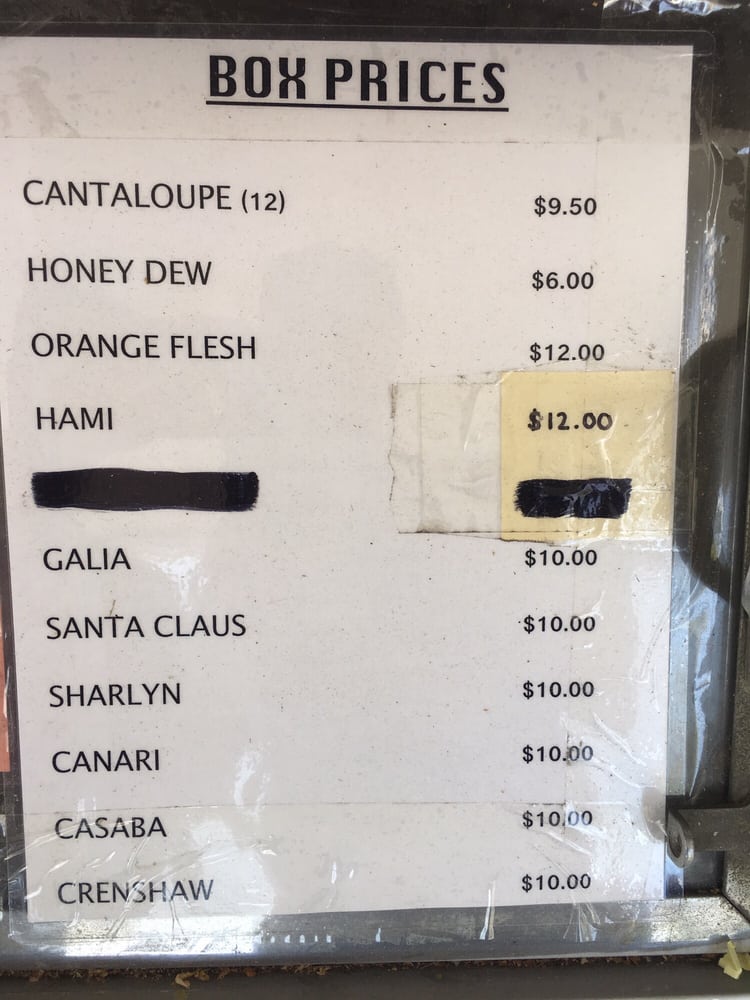 BOX PRICES
CANTALOUPE (12) $9.50
HONEY DEW $6.00
ORANGE FLESH $12.00
HAMI $12.00
GALIA $10.00
SANTA CLAUS $10.00
SHARLYN $10.00
CANARI $10.00
CASABA $10.00
CRENSHAW $10.00